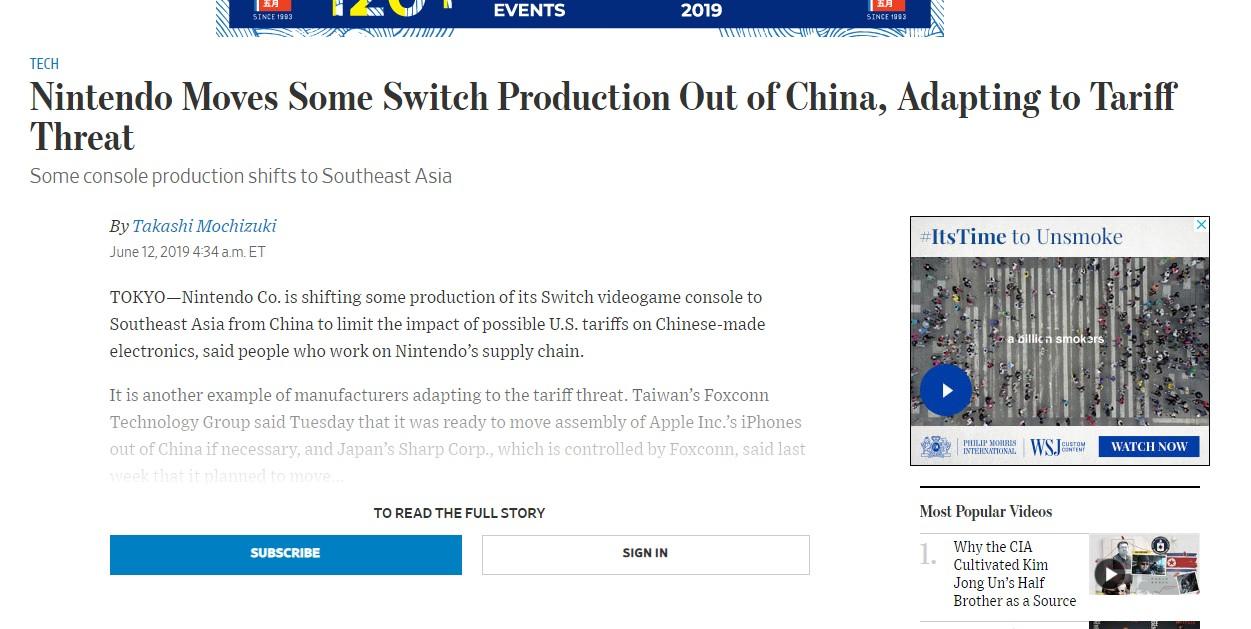 五月
SINCE 1993
EVENTS
2019
五月
SINCE 1993
TECH
Nintendo Moves Some Switch Production Out of China, Adapting to Tariff
Threat
Some console production shifts to Southeast Asia
By Takashi Mochizuki
June 12, 2019 4:34 a.m. ET
TOKYO—Nintendo Co. is shifting some production of its Switch videogame console to
Southeast Asia from China to limit the impact of possible U.S. tariffs on Chinese-made
electronics, said people who work on Nintendo’s supply chain.
It is another example of manufacturers adapting to the tariff threat. Taiwan’s Foxconn
Technology Group said Tuesday that it was ready to move assembly of Apple Inc.’s iPhones
out of China if necessary, and Japan’s Sharp Corp., which is controlled by Foxconn, said last
week that it planned to move...
TO READ THE FULL STORY
SUBSCRIBE
SIGN IN
#ItsTime to Unsmoke
a billion smokers
PHILIP MORRIS
INTERNATIONAL
WSJ CUSTOM
CONTENT
WATCH NOW
Most Popular Videos
1.
Why the CIA
Cultivated Kim
Jong Un’s Half
Brother as a Source